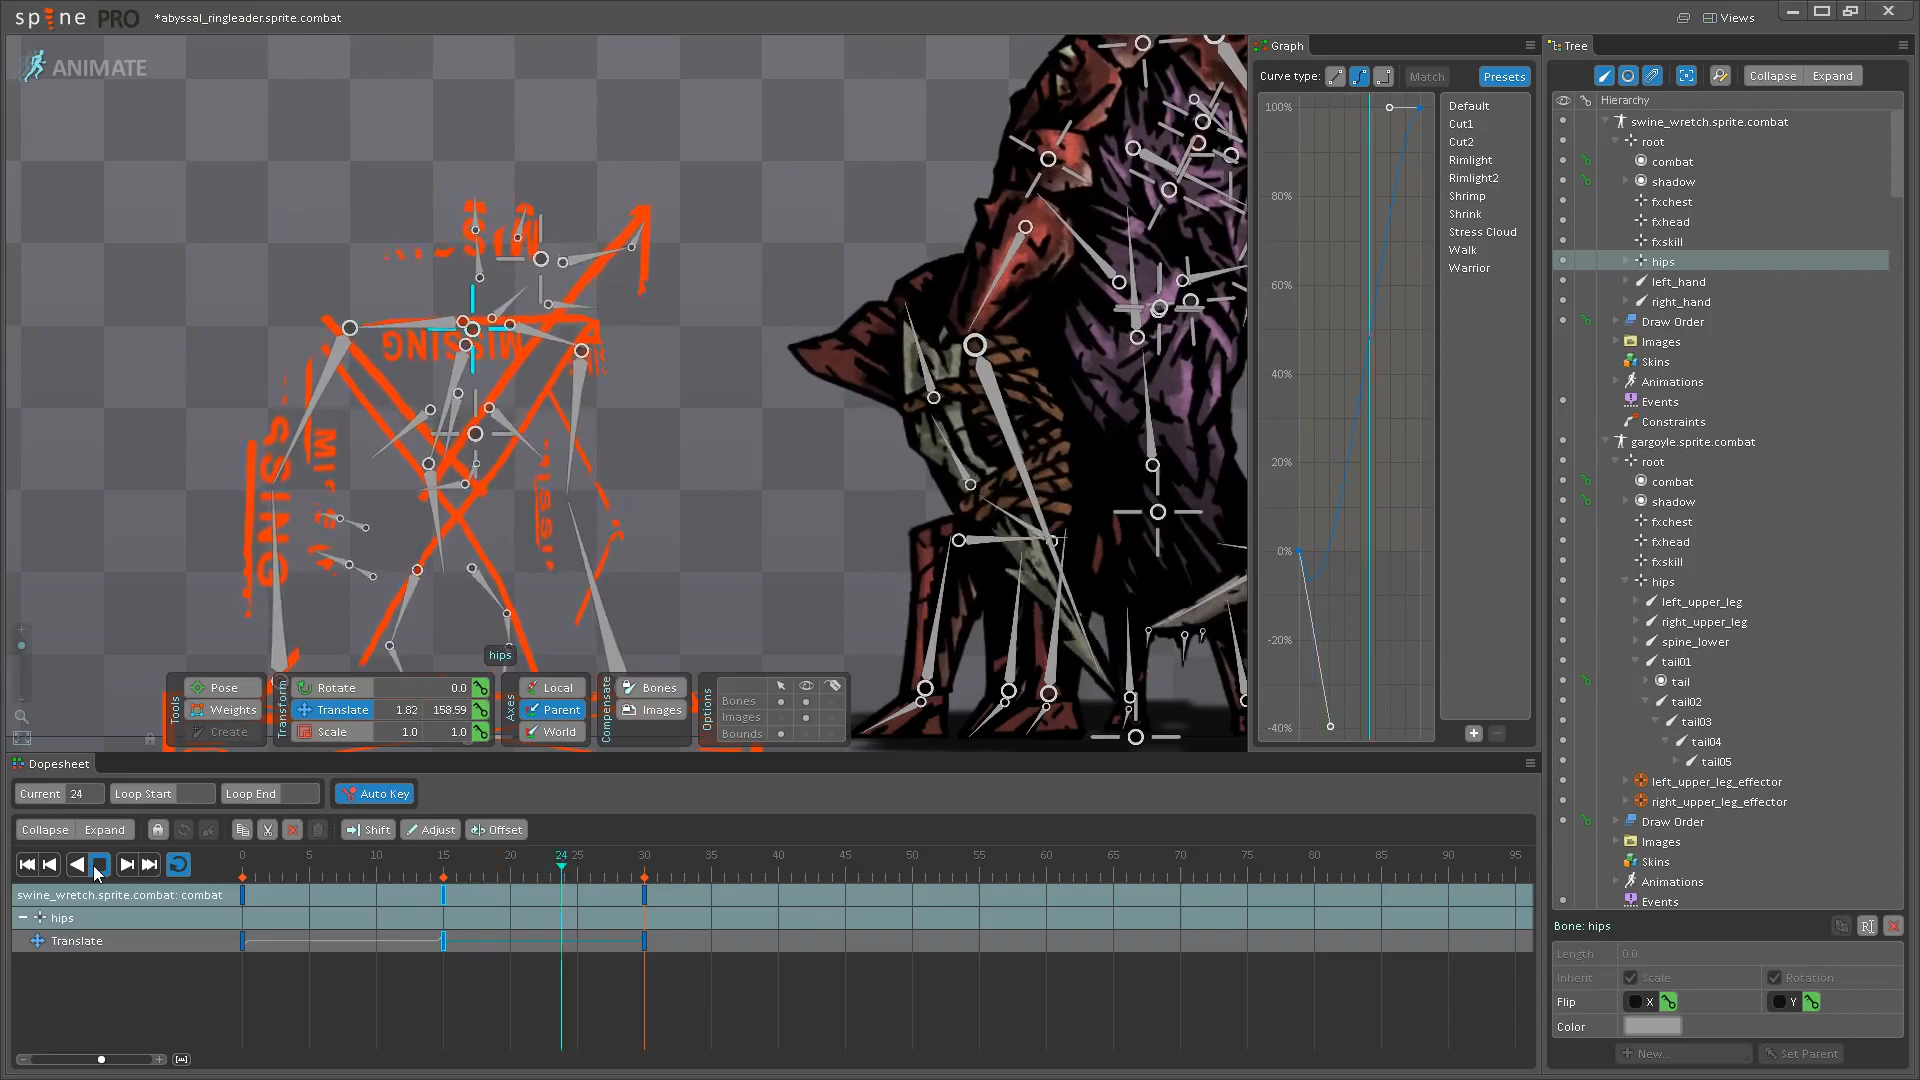 spine PRO
*abyssal_ringleader.sprite.combat
Views
ANIMATE
Graph
Curve type:
Match
Presets
100%
80%
60%
40%
20%
0%
-20%
-40%
Default
Cut1
Cut2
Rimlight
Rimlight2
Shrimp
Shrink
Stress Cloud
Walk
Warrior
Tree
Collapse
Expand
Hierarchy
swine_wretch.sprite.combat
root
combat
shadow
fxchest
fxhead
fxskill
hips
left_hand
right_hand
Draw Order
Images
Skins
Animations
Events
Constraints
gargoyle.sprite.combat
root
combat
shadow
fxchest
fxhead
fxskill
hips
left_upper_leg
right_upper_leg
spine_lower
tail01
tail
tail02
tail03
tail04
tail05
left_upper_leg_effector
right_upper_leg_effector
Draw Order
Images
Skins
Animations
Events
Bone: hips
Length 0.0
Inherit Scale Rotation
Flip X Y
Color
New...
Set Parent
MISSING
MISSING
hips
Tools
Pose
Weights
Create
Transform
Rotate 0.0
Translate 1.82 158.59
Scale 1.0 1.0
Axes
Local
Parent
World
Compensate
Bones
Images
Options
Bones
Images
Bounds
Dopesheet
Current 24
Loop Start
Loop End
Auto Key
Collapse
Expand
Shift
Adjust
Offset
0 5 10 15 20 24 25 30 35 40 45 50 55 60 65 70 75 80 85 90 95
swine_wretch.sprite.combat: combat
hips
Translate